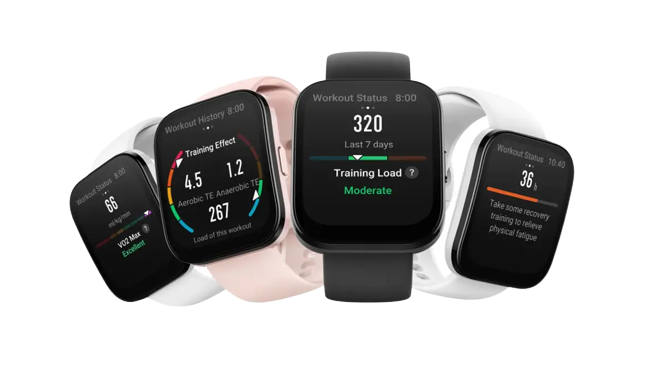 Workout Status 8:00
66
ml/kg/min
VO2 Max ?
Excellent
Workout History 8:00
Training Effect
4.5 1.2
Aerobic TE Anaerobic TE
267
Load of this workout
Workout Status 8:00
320
Last 7 days
Training Load ?
Moderate
Workout Status 10:40
36 h
Take some recovery
training to relieve
physical fatigue